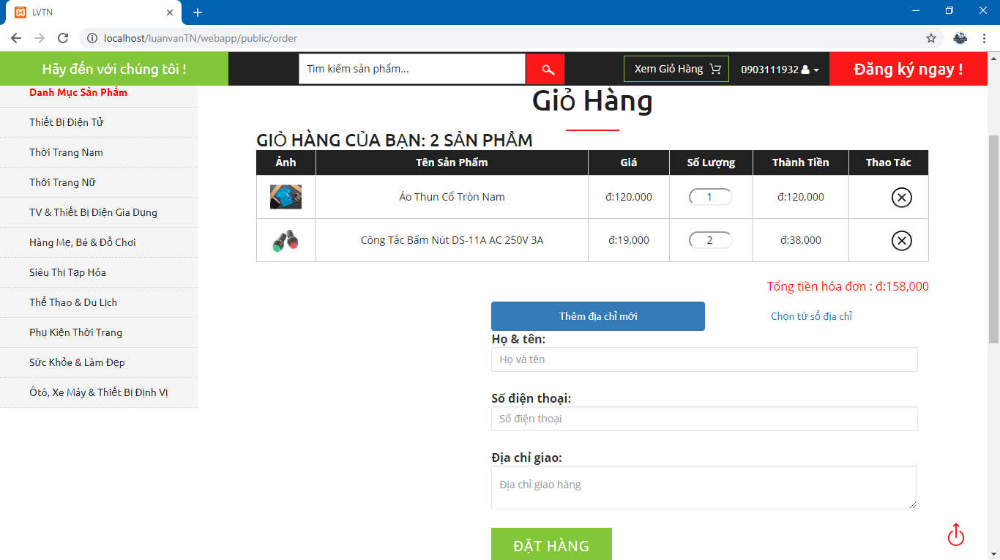 LVTN
localhost/luanvanTN/webapp/public/order
Hãy đến với chúng tôi !
Tìm kiếm sản phẩm...
Xem Giỏ Hàng
0903111932
Đăng ký ngay !
Danh Mục Sản Phẩm
Thiết Bị Điện Tử
Thời Trang Nam
Thời Trang Nữ
TV & Thiết Bị Điện Gia Dụng
Hàng Mẹ, Bé & Đồ Chơi
Siêu Thị Tạp Hóa
Thể Thao & Du Lịch
Phụ Kiện Thời Trang
Sức Khỏe & Làm Đẹp
Ôtô, Xe Máy & Thiết Bị Định Vị
Giỏ Hàng
GIỎ HÀNG CỦA BẠN: 2 SẢN PHẨM
Ảnh Tên Sản Phẩm Giá Số Lượng Thành Tiền Thao Tác
Áo Thun Cổ Tròn Nam đ:120,000 1 đ:120,000
Công Tắc Bấm Nút DS-11A AC 250V 3A đ:19,000 2 đ:38,000
Tổng tiền hóa đơn : đ:158,000
Thêm địa chỉ mới
Chọn từ sổ địa chỉ
Họ & tên:
Họ và tên
Số điện thoại:
Số điện thoại
Địa chỉ giao:
Địa chỉ giao hàng
ĐẶT HÀNG